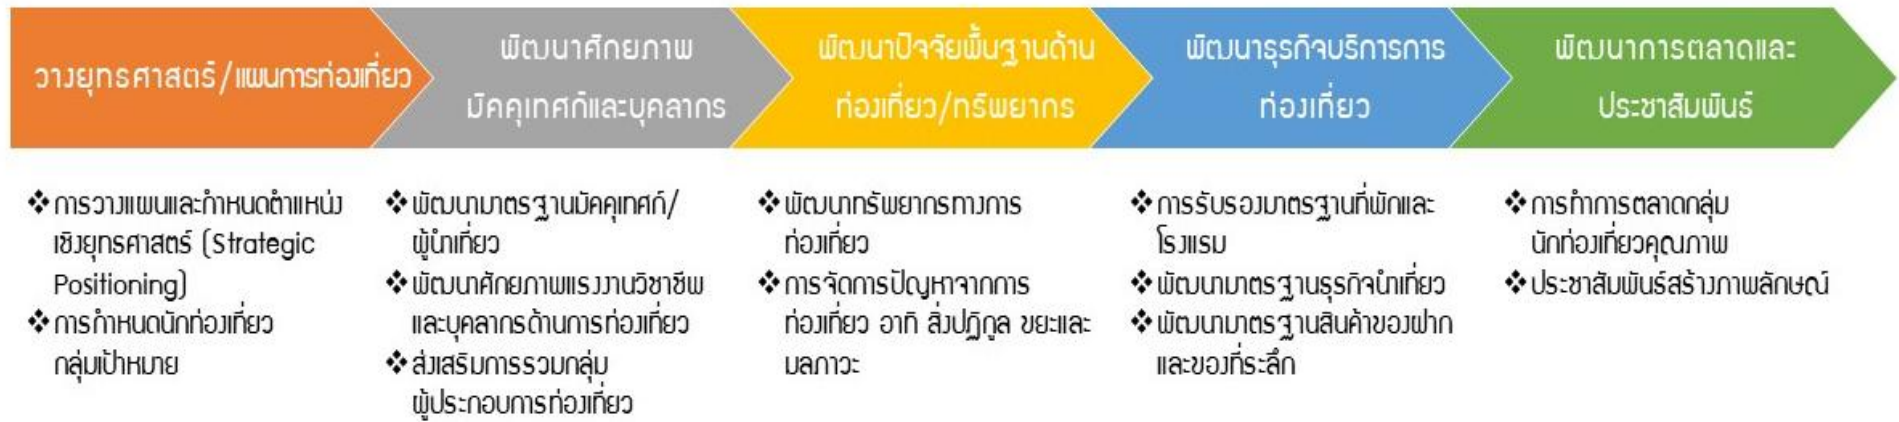 วางยุทธศาสตร์/แผนการท่องเที่ยว
พัฒนาศักยภาพ
มัคคุเทศก์และบุคลากร
พัฒนาปัจจัยพื้นฐานด้าน
ท่องเที่ยว/ทรัพยากร
พัฒนาธุรกิจบริการการ
ท่องเที่ยว
พัฒนาการตลาดและ
ประชาสัมพันธ์
❖ การวางแผนและกำหนดตำแหน่ง
เชิงยุทรศาสตร์ (Strategic
Positioning)
❖ การกำหนดนักท่องเที่ยว
กลุ่มเป้าหมาย
❖ พัฒนามาตรฐานมัคคุเทศก์/
ผู้นำเที่ยว
❖ พัฒนาศักยภาพแรงงานวิชาชีพ
และบุคลากรด้านการท่องเที่ยว
❖ ส่งเสริมการรวมกลุ่ม
ผู้ประกอบการท่องเที่ยว
❖ พัฒนาทรัพยากรทางการ
ท่องเที่ยว
❖ การจัดการปัญหาจากการ
ท่องเที่ยว อาทิ สิ่งปฏิกูล ขยะและ
มลภาวะ
❖ การรับรองมาตรฐานที่พักและ
โรงแรม
❖ พัฒนามาตรฐานธุรกิจนำเที่ยว
❖ พัฒนามาตรฐานสินค้าของฝาก
และของที่ระลึก
❖ การทำการตลาดกลุ่ม
นักท่องเที่ยวคุณภาพ
❖ ประชาสัมพันธ์สร้างภาพลักษณ์